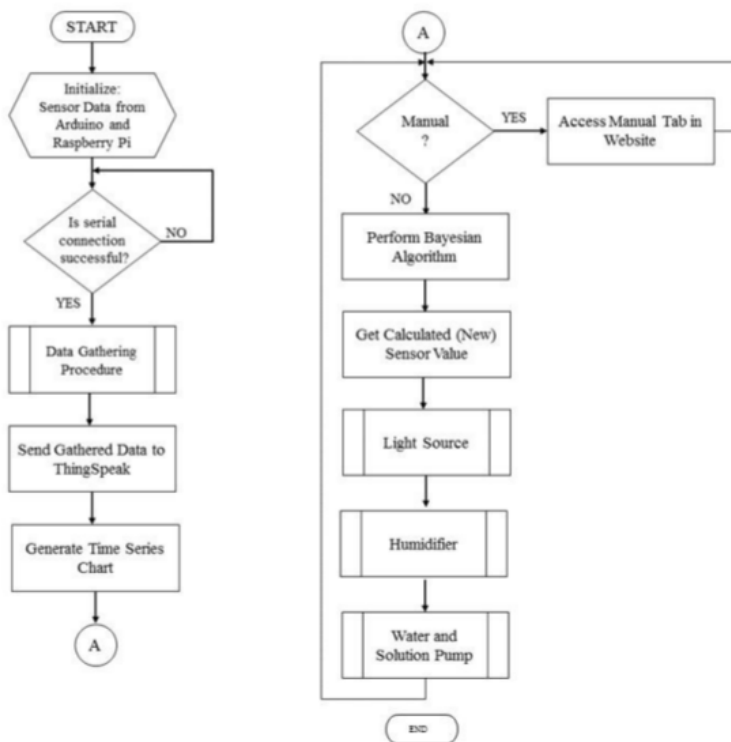 START
Initialize:
Sensor Data from
Arduino and
Raspberry Pi
Is serial
connection
successful?
NO
YES
Data Gathering
Procedure
Send Gathered Data to
ThingSpeak
Generate Time Series
Chart
A
A
Manual
?
YES
Access Manual Tab in
Website
NO
Perform Bayesian
Algorithm
Get Calculated (New)
Sensor Value
Light Source
Humidifier
Water and
Solution Pump
END